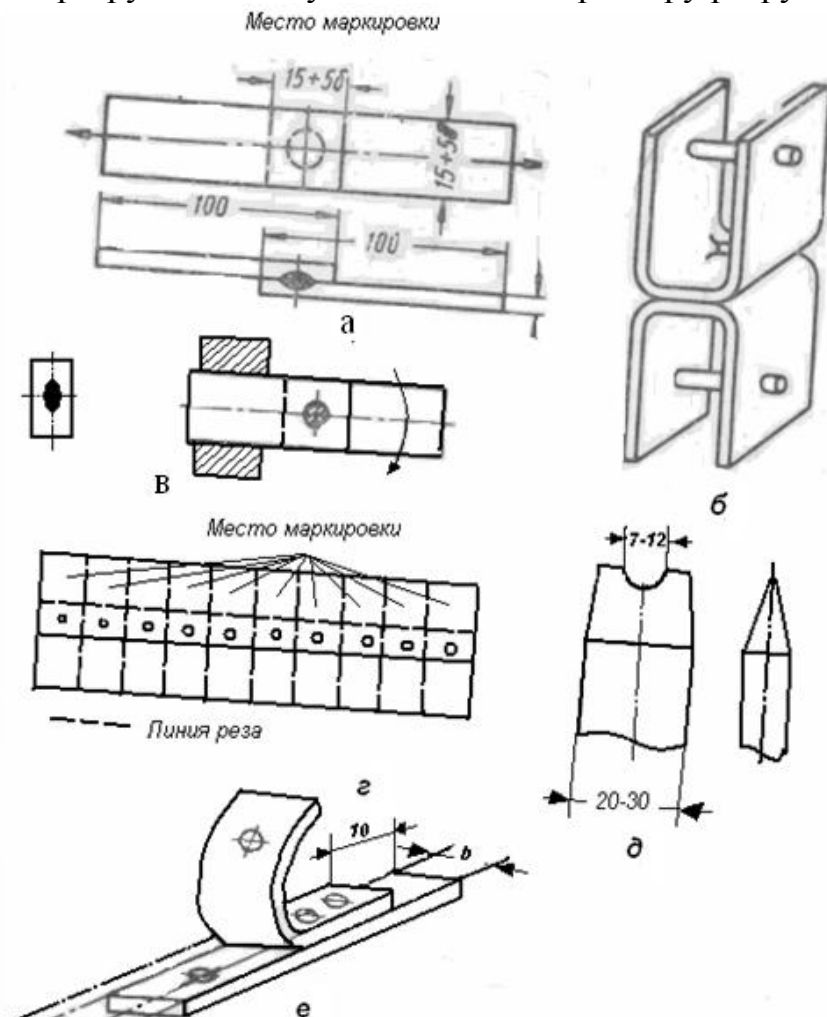 Место маркировки
15+5δ
15+5δ
100
100
а
б
в
Место маркировки
7-12
Линия реза
г
20-30
д
10
b
е